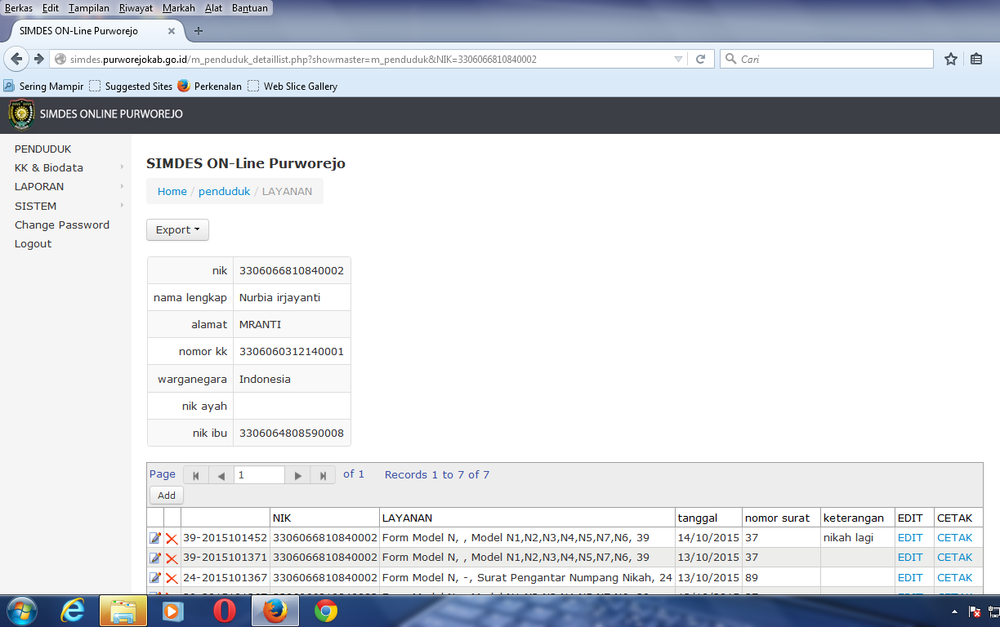 Berkas Edit Tampilan Riwayat Markah Alat Bantuan
SIMDES ON-Line Purworejo
simdes.purworejokab.go.id/m_penduduk_detaillist.php?showmaster=m_penduduk&NIK=3306066810840002
Cari
Sering Mampir Suggested Sites Perkenalan Web Slice Gallery
SIMDES ONLINE PURWOREJO
PENDUDUK
KK & Biodata
LAPORAN
SISTEM
Change Password
Logout
SIMDES ON-Line Purworejo
Home / penduduk / LAYANAN
Export
nik 3306066810840002
nama lengkap Nurbia irjayanti
alamat MRANTI
nomor kk 3306060312140001
warganegara Indonesia
nik ayah
nik ibu 3306064808590008
Page 1 of 1 Records 1 to 7 of 7
Add
NIK LAYANAN tanggal nomor surat keterangan EDIT CETAK
39-2015101452 3306066810840002 Form Model N, , Model N1,N2,N3,N4,N5,N7,N6, 39 14/10/2015 37 nikah lagi EDIT CETAK
39-2015101371 3306066810840002 Form Model N, , Model N1,N2,N3,N4,N5,N7,N6, 39 13/10/2015 37 EDIT CETAK
24-2015101367 3306066810840002 Form Model N, -, Surat Pengantar Numpang Nikah, 24 13/10/2015 89 EDIT CETAK